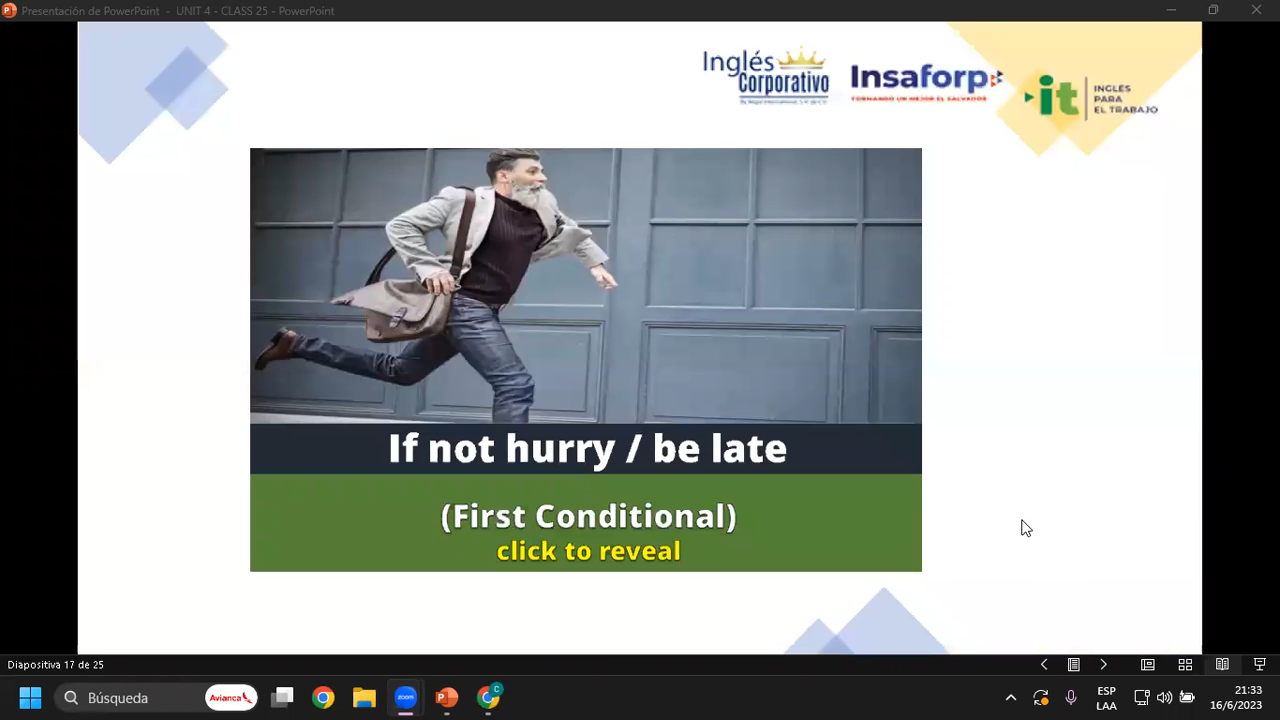 Presentación de PowerPoint - UNIT 4 - CLASS 25 - PowerPoint
Inglés
Corporativo
Insaforp
FORMANDO UN MEJOR EL SALVADOR
it
INGLÉS
PARA
EL TRABAJO
If not hurry / be late
(First Conditional)
click to reveal
Diapositiva 17 de 25
Búsqueda
Avianca
zoom
C
ESP
LAA
21:33
16/6/2023